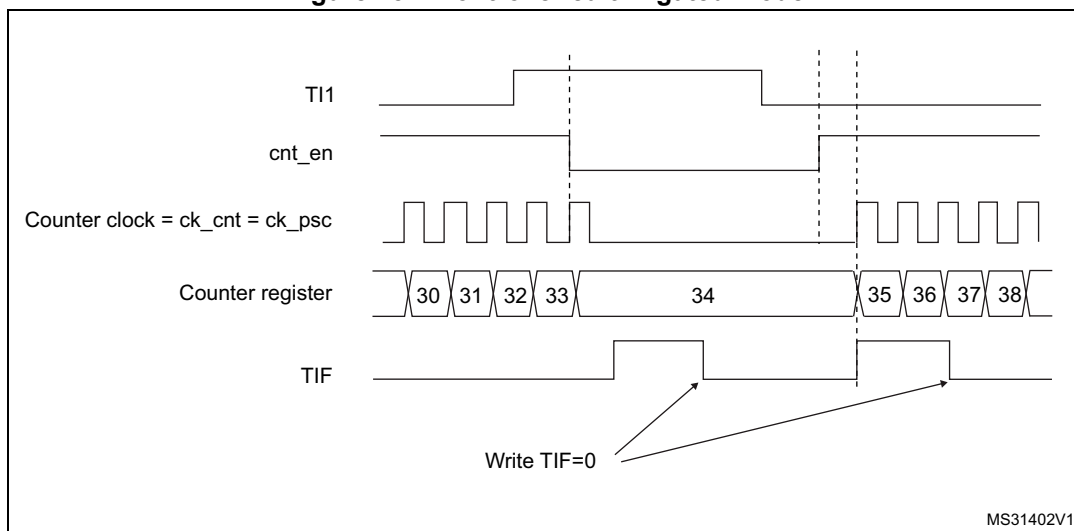 TI1
cnt_en
Counter clock = ck_cnt = ck_psc
Counter register
30 31 32 33 34 35 36 37 38
TIF
Write TIF=0
MS31402V1